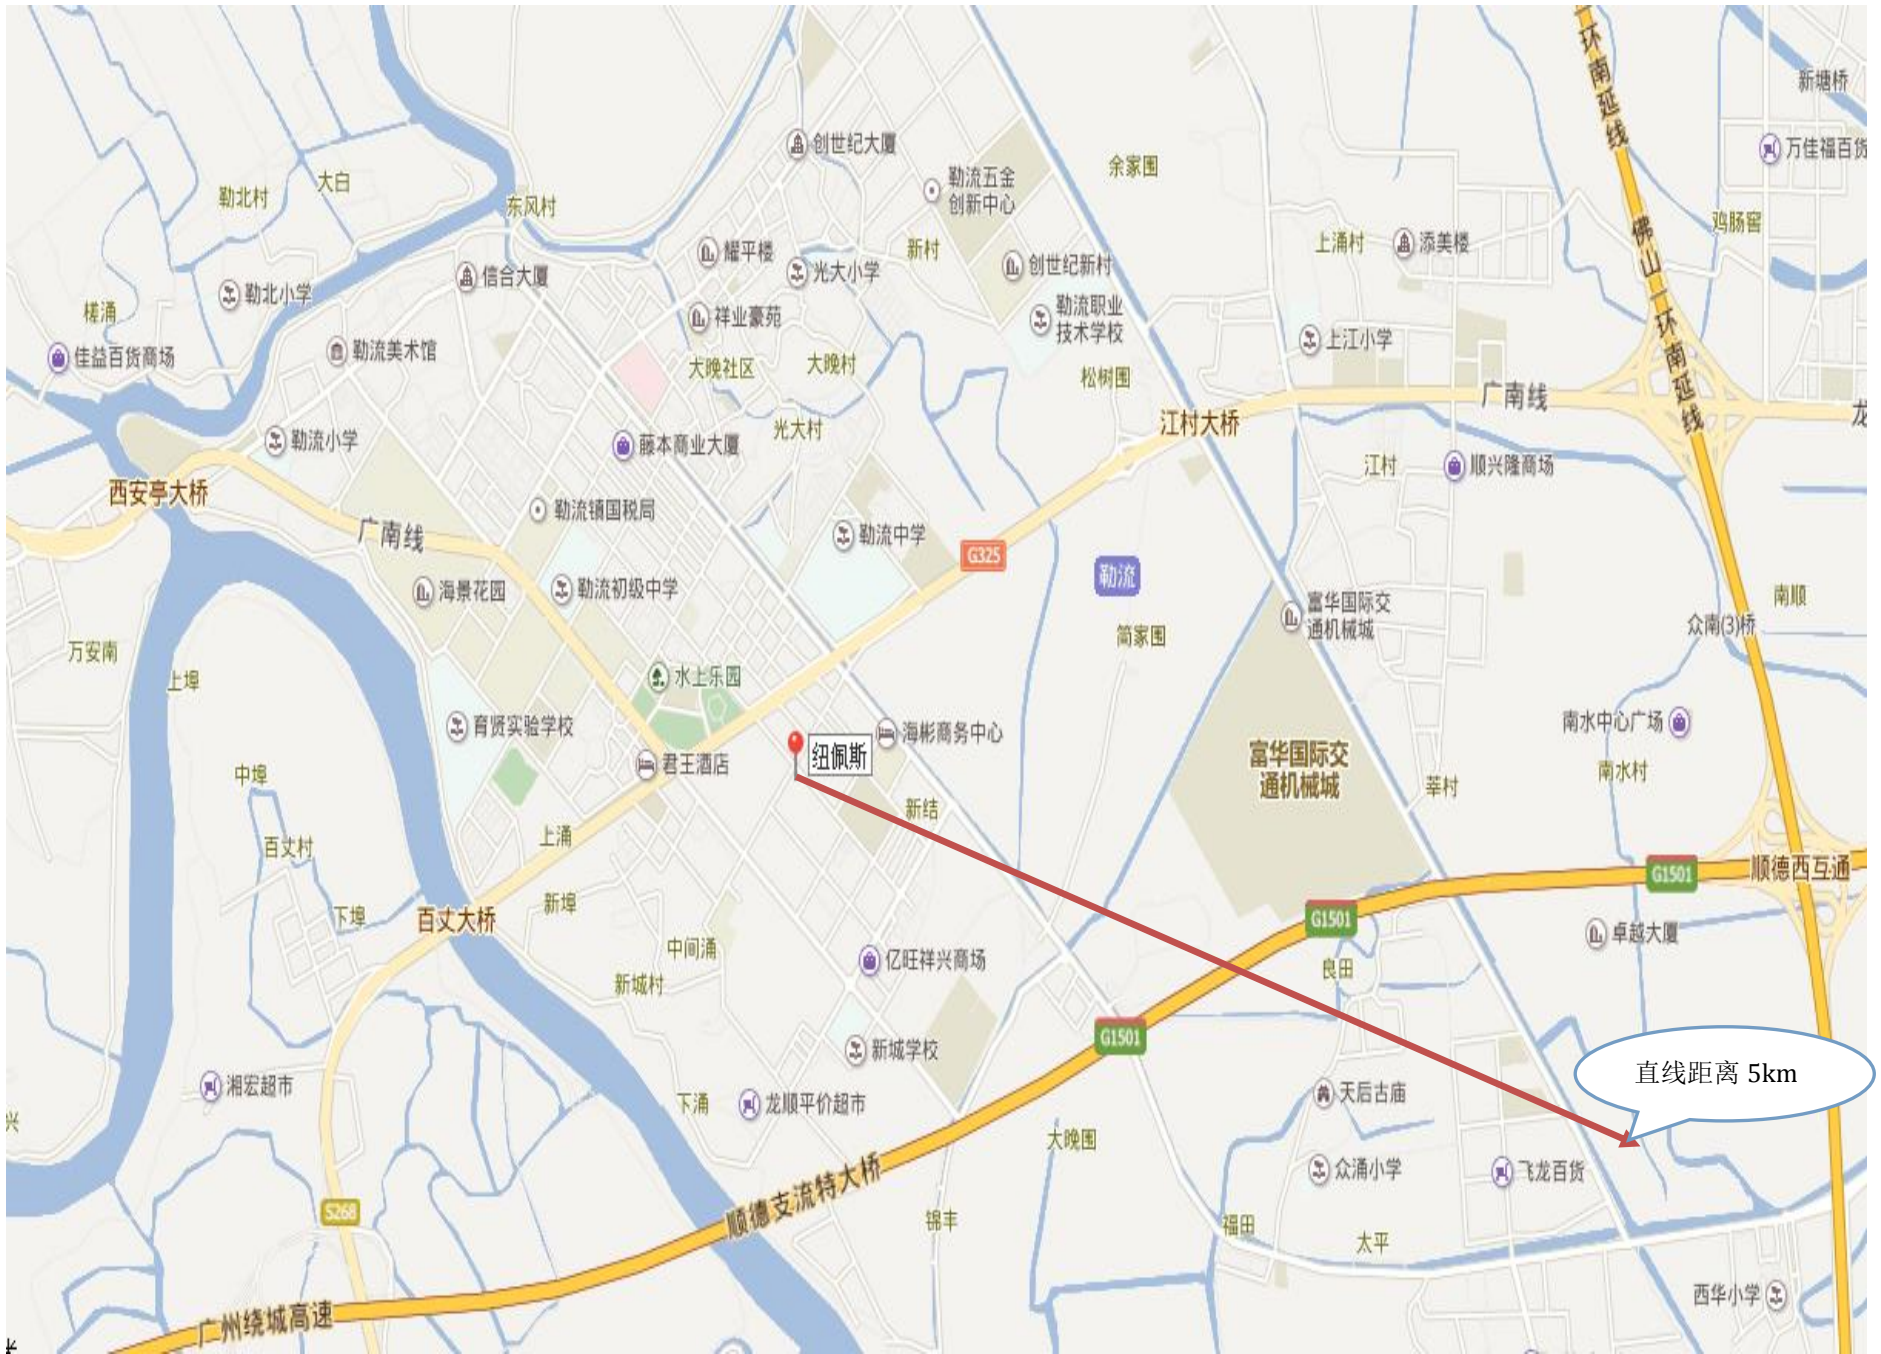 二环南延线
新塘桥
万佳福百货
创世纪大厦
余家围
勒流五金
创新中心
大白
勒北村
东风村
鸡肠窖
新村
耀平楼
上涌村
添美楼
佛山一环南延线
光大小学
创世纪新村
信合大厦
勒北小学
槎涌
祥业豪苑
勒流职业
技术学校
上江小学
佳益百货商场
勒流美术馆
大晚社区
大晚村
松树围
广南线
龙
江村大桥
光大村
勒流小学
藤本商业大厦
江村
顺兴隆商场
西安亭大桥
勒流镇国税局
广南线
勒流中学
G325
勒流
海景花园
勒流初级中学
富华国际交
通机械城
南顺
众南(3)桥
简家围
万安南
上埠
水上乐园
育贤实验学校
海彬商务中心
南水中心广场
纽佩斯
君王酒店
富华国际交
通机械城
南水村
中埠
莘村
新结
上涌
百丈村
G1501
顺德西互通
新埠
下埠
百丈大桥
G1501
卓越大厦
中间涌
亿旺祥兴商场
良田
新城村
G1501
新城学校
直线距离 5km
湘宏超市
天后古庙
下涌
龙顺平价超市
兴
大晚围
众涌小学
飞龙百货
顺德支流特大桥
S268
锦丰
福田
太平
西华小学
广州绕城高速